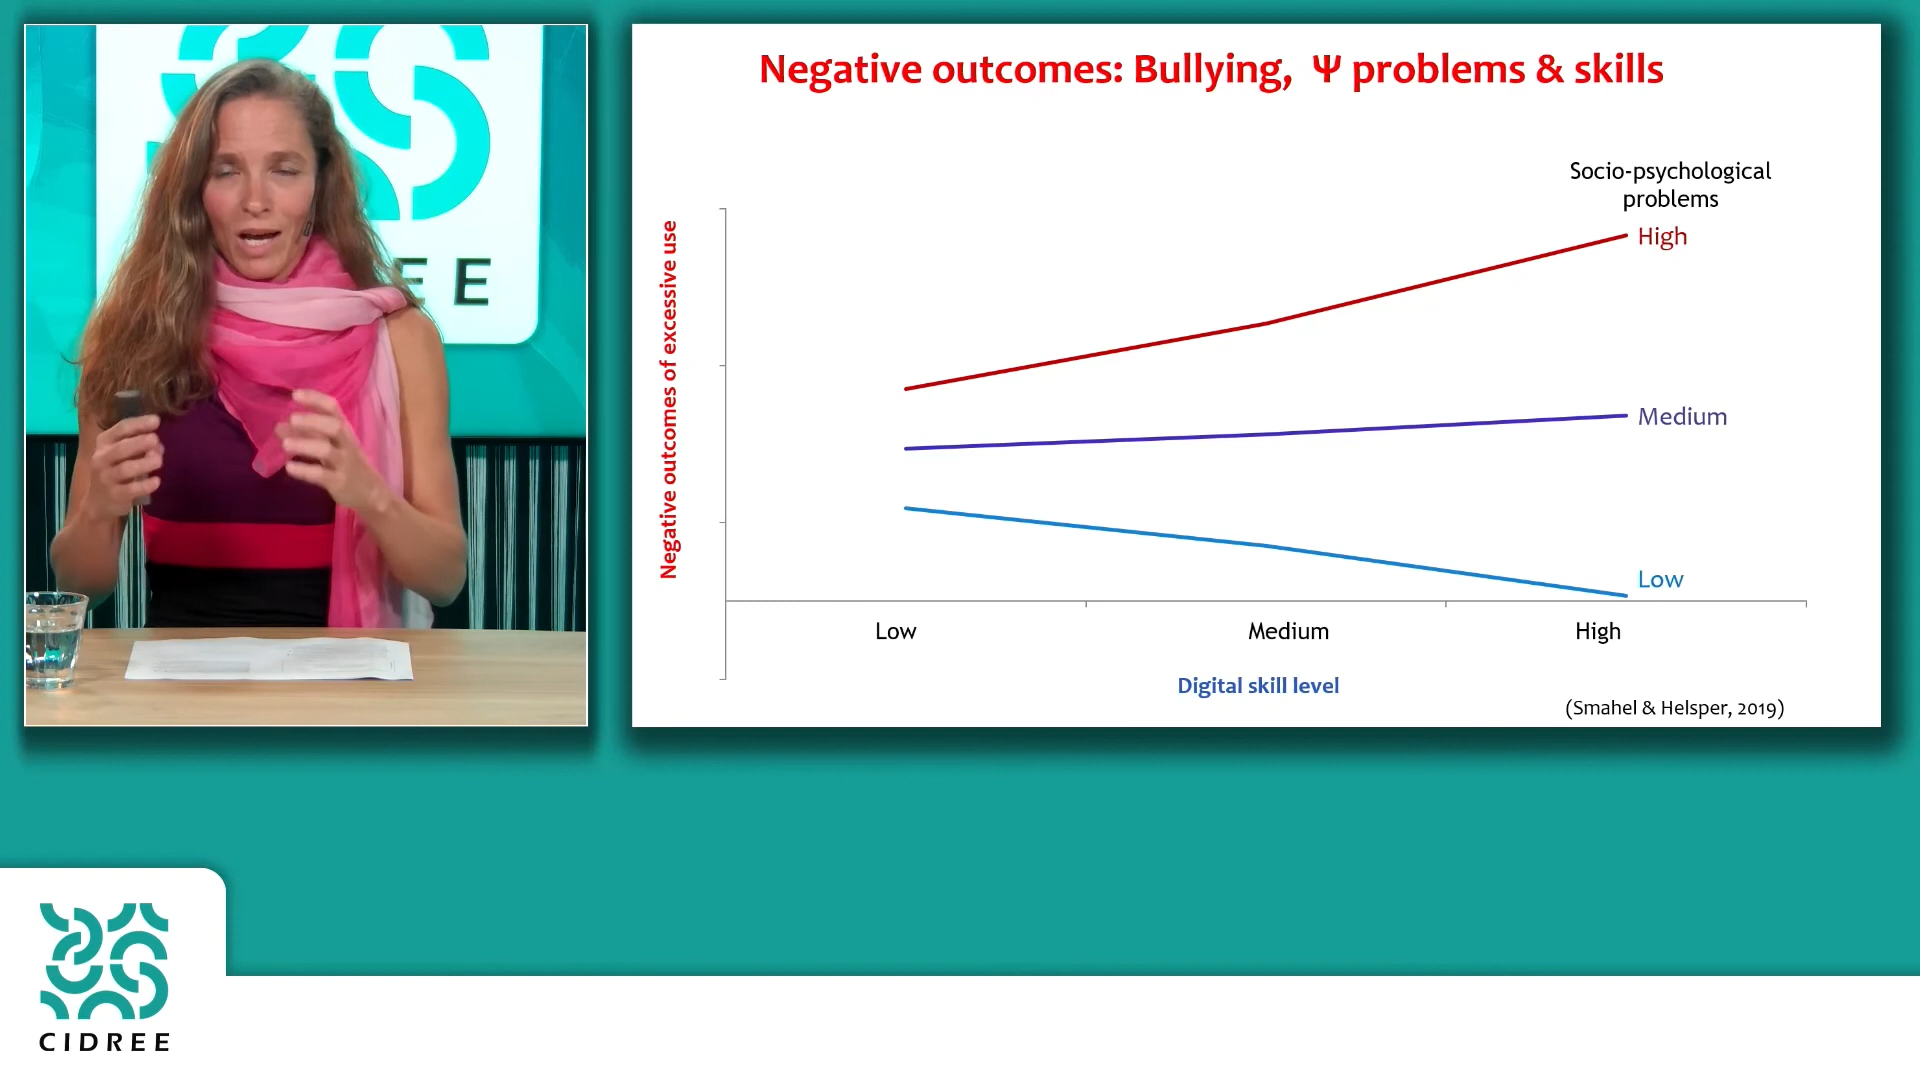 E E
Negative outcomes: Bullying, Ψ problems & skills
Socio-psychological
problems
High
Medium
Low
Negative outcomes of excessive use
Low Medium High
Digital skill level
(Smahel & Helsper, 2019)
CIDREE